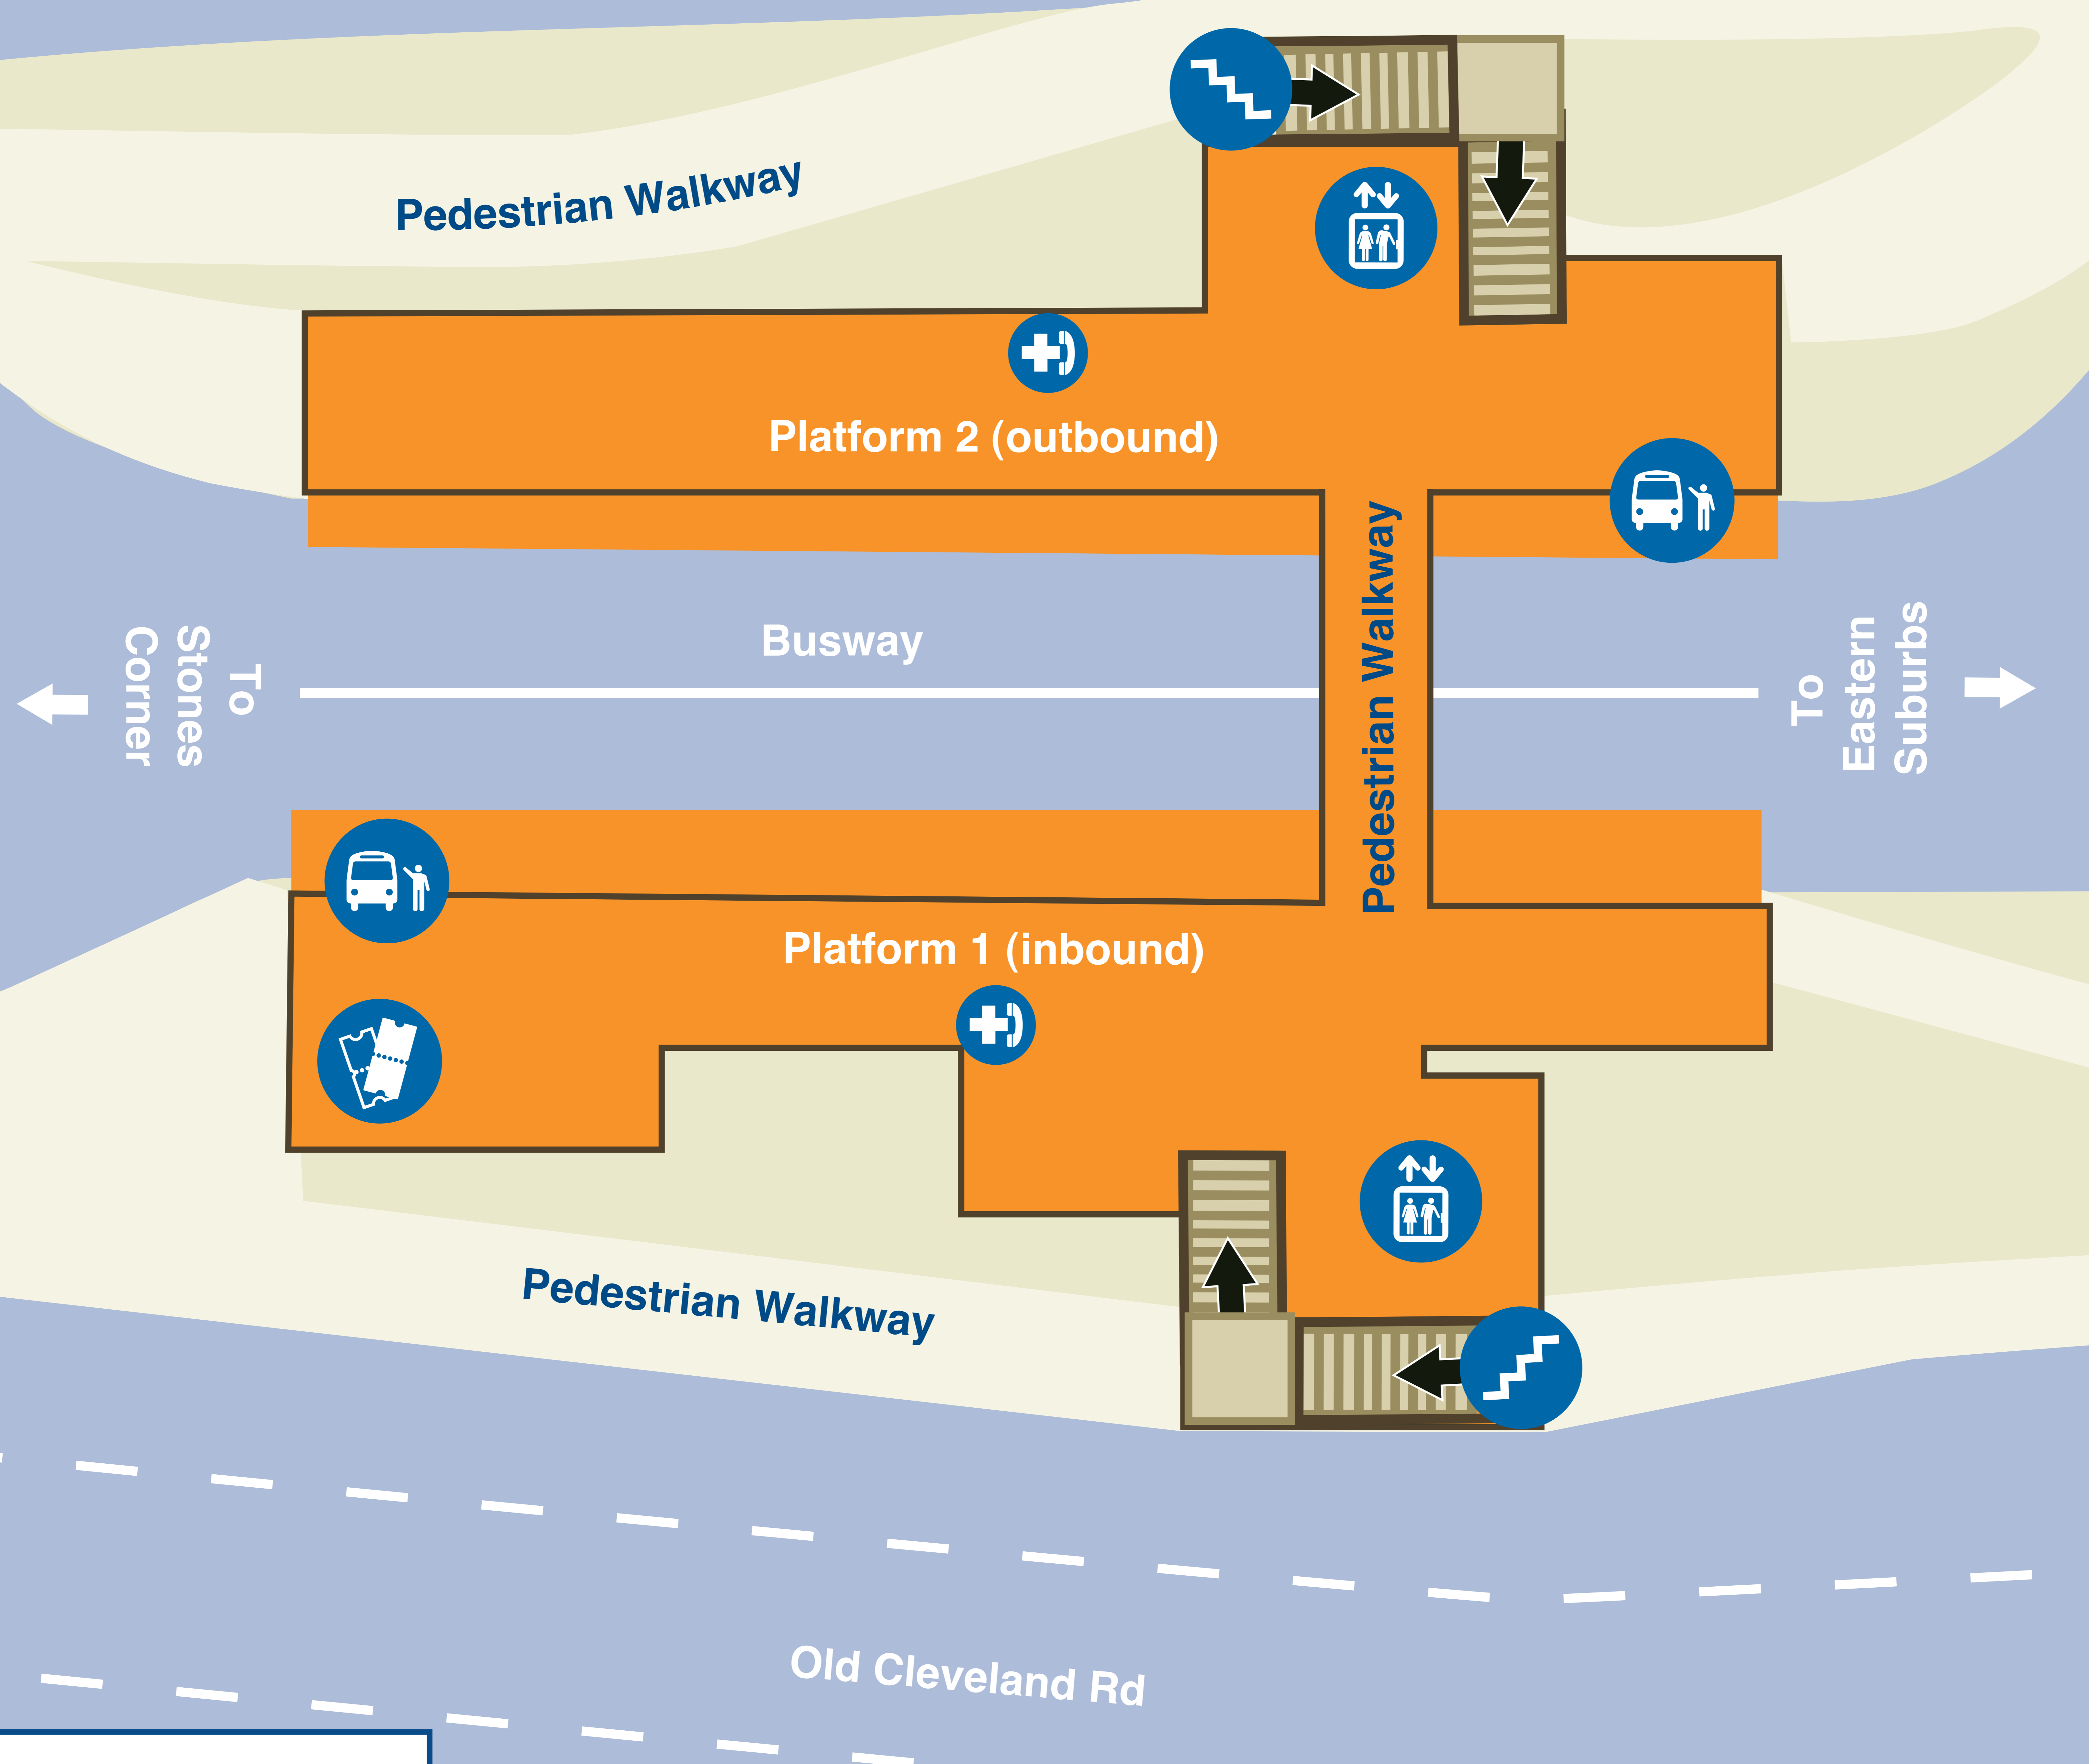 Pedestrian Walkway
Platform 2 (outbound)
Pedestrian Walkway
Busway
To
Stones
Corner
To
Eastern
Suburbs
Platform 1 (inbound)
Pedestrian Walkway
Old Cleveland Rd